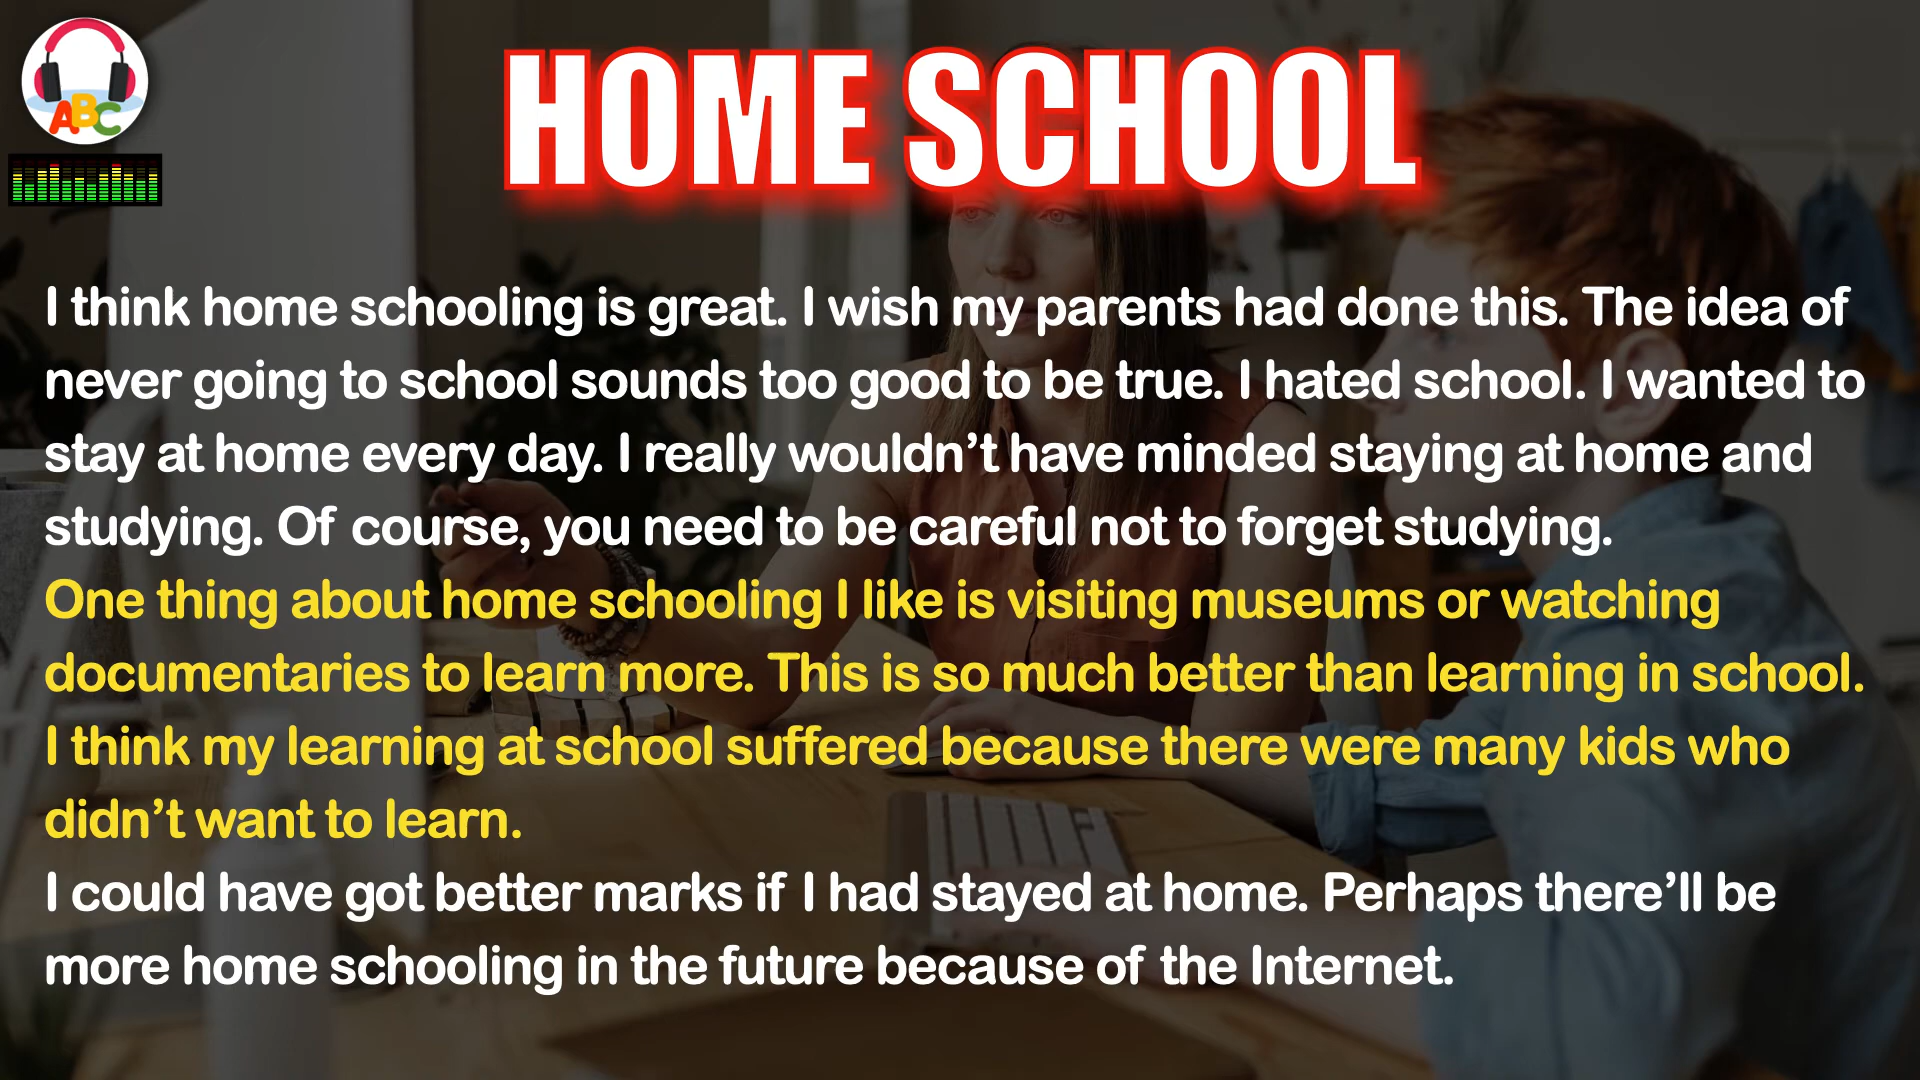 ABC
HOME SCHOOL
I think home schooling is great. I wish my parents had done this. The idea of
never going to school sounds too good to be true. I hated school. I wanted to
stay at home every day. I really wouldn’t have minded staying at home and
studying. Of course, you need to be careful not to forget studying.
One thing about home schooling I like is visiting museums or watching
documentaries to learn more. This is so much better than learning in school.
I think my learning at school suffered because there were many kids who
didn’t want to learn.
I could have got better marks if I had stayed at home. Perhaps there’ll be
more home schooling in the future because of the Internet.